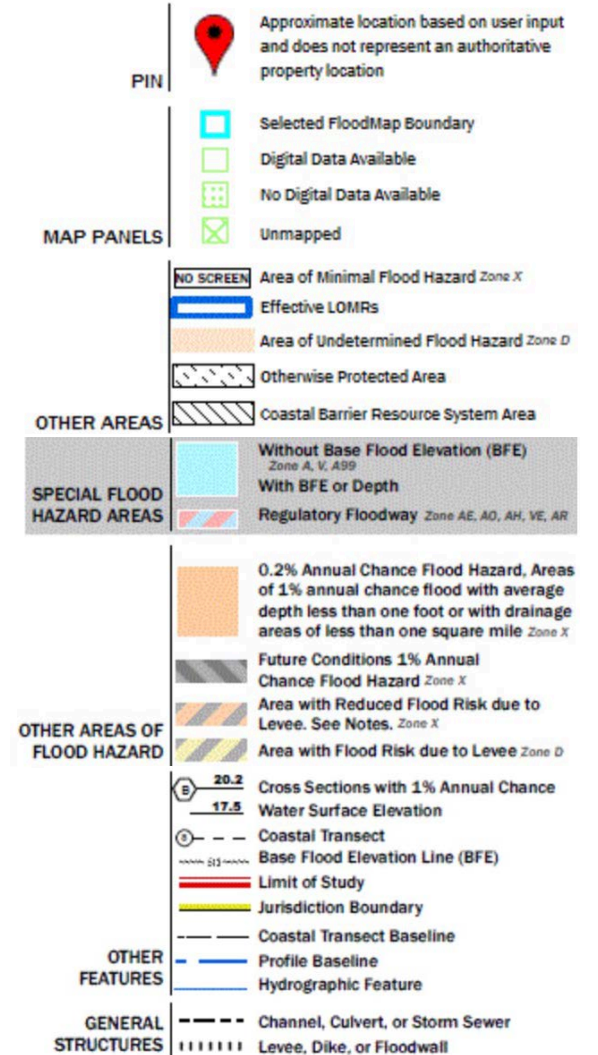 PIN
Approximate location based on user input
and does not represent an authoritative
property location
MAP PANELS
Selected FloodMap Boundary
Digital Data Available
No Digital Data Available
Unmapped
OTHER AREAS
NO SCREEN Area of Minimal Flood Hazard Zone X
Effective LOMRs
Area of Undetermined Flood Hazard Zone D
Otherwise Protected Area
Coastal Barrier Resource System Area
SPECIAL FLOOD
HAZARD AREAS
Without Base Flood Elevation (BFE)
Zone A, V, A99
With BFE or Depth
Regulatory Floodway Zone AE, AO, AH, VE, AR
OTHER AREAS OF
FLOOD HAZARD
0.2% Annual Chance Flood Hazard, Areas
of 1% annual chance flood with average
depth less than one foot or with drainage
areas of less than one square mile Zone X
Future Conditions 1% Annual
Chance Flood Hazard Zone X
Area with Reduced Flood Risk due to
Levee. See Notes. Zone X
Area with Flood Risk due to Levee Zone D
OTHER
FEATURES
B 20.2 Cross Sections with 1% Annual Chance
17.5 Water Surface Elevation
8 Coastal Transect
513 Base Flood Elevation Line (BFE)
Limit of Study
Jurisdiction Boundary
Coastal Transect Baseline
Profile Baseline
Hydrographic Feature
GENERAL
STRUCTURES
Channel, Culvert, or Storm Sewer
Levee, Dike, or Floodwall